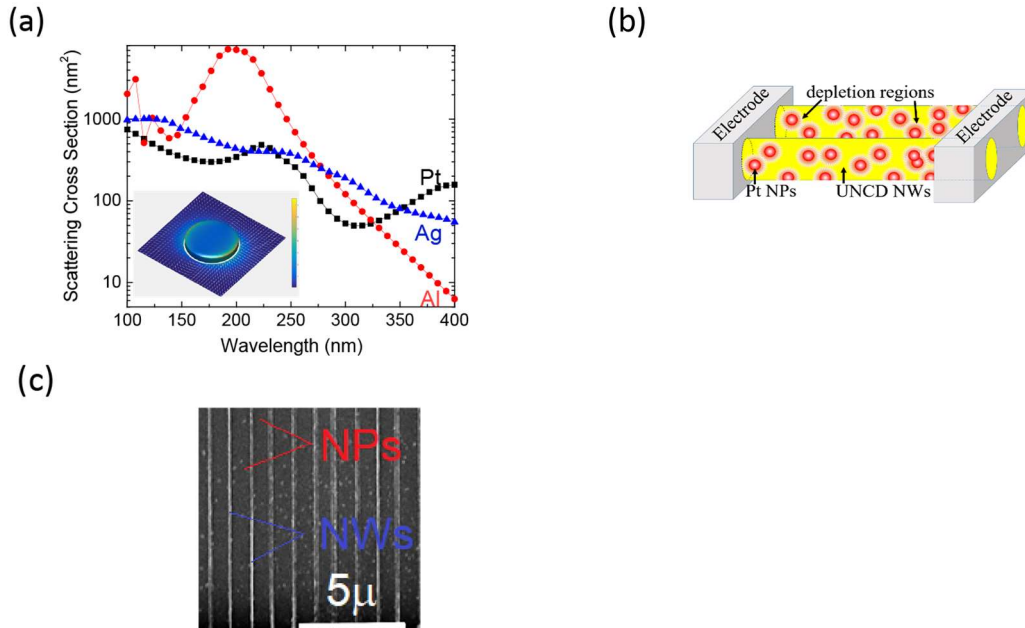 (a)
Scattering Cross Section (nm²)
1000
100
10
Pt
Ag
Al
100 150 200 250 300 350 400
Wavelength (nm)
(b)
Electrode
depletion regions
Electrode
Pt NPs
UNCD NWs
(c)
NPs
NWs
5μ